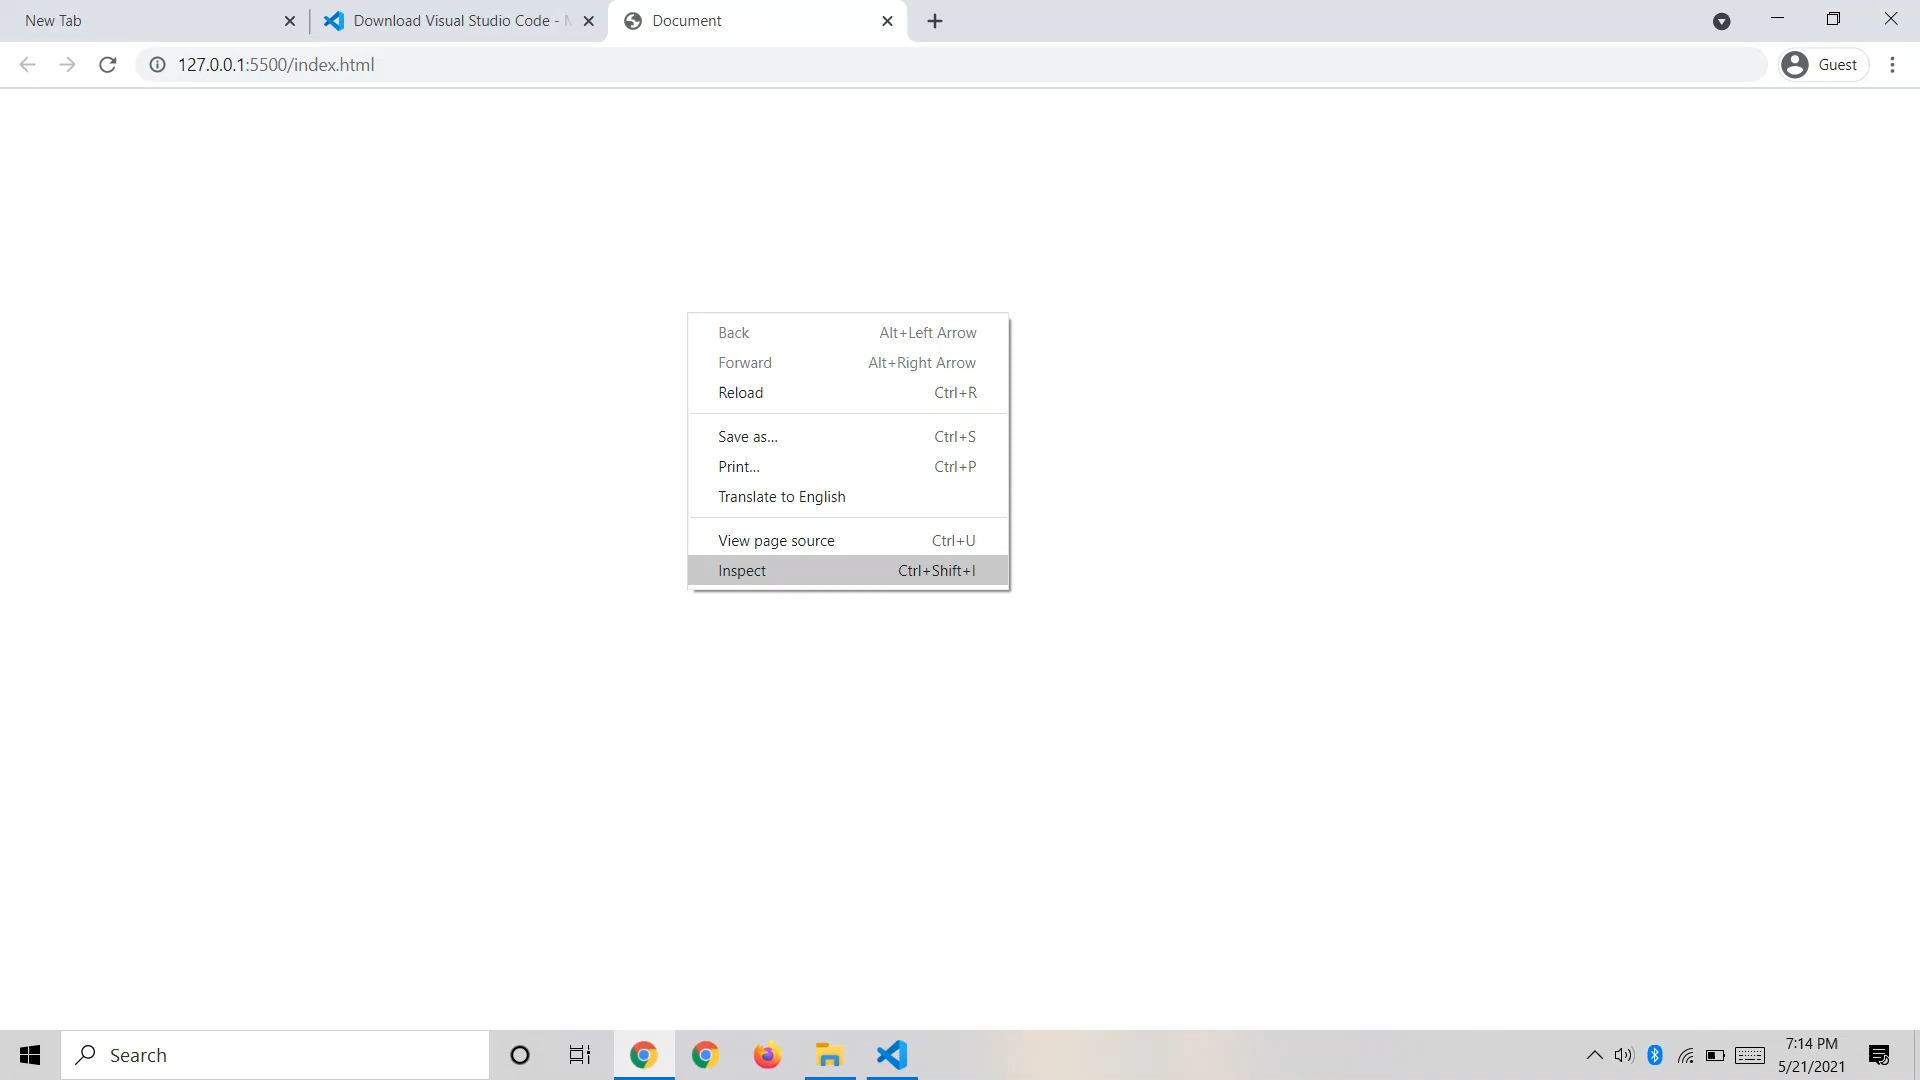 New Tab
Download Visual Studio Code -
Document
127.0.0.1:5500/index.html
Guest
Back Alt+Left Arrow
Forward Alt+Right Arrow
Reload Ctrl+R
Save as... Ctrl+S
Print... Ctrl+P
Translate to English
View page source Ctrl+U
Inspect Ctrl+Shift+I
Search
7:14 PM
5/21/2021